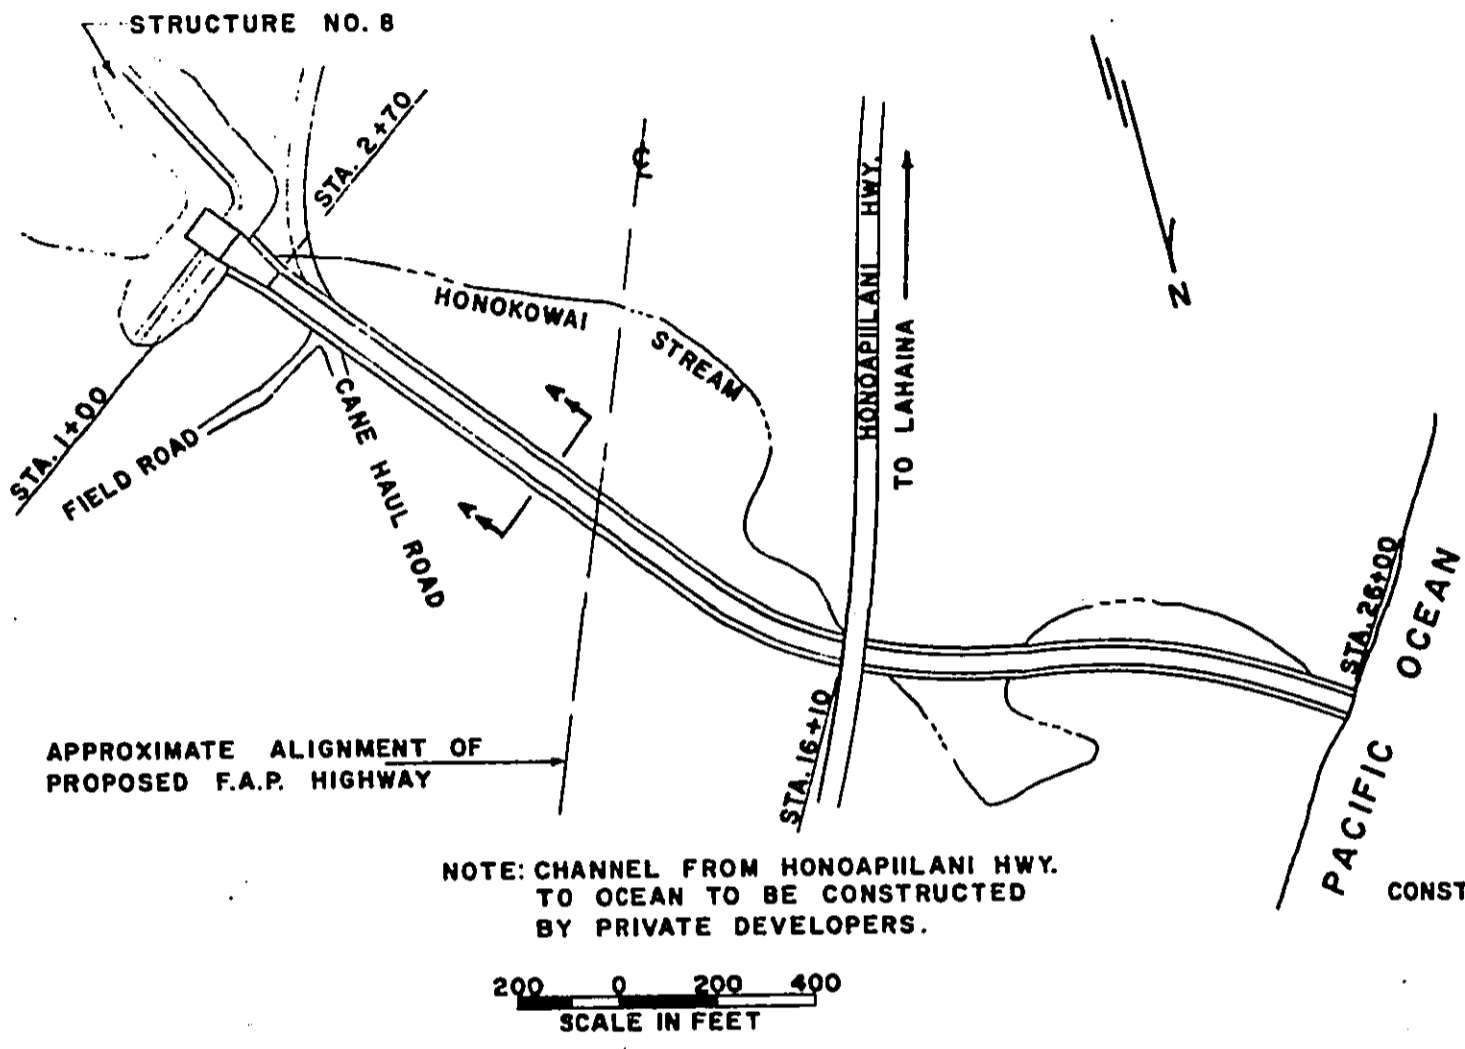 STRUCTURE NO. 8
STA. 2+70
HONOKOWAI
STREAM
HONOAPIILANI HWY.
TO LAHAINA
N
STA. 1+00
FIELD ROAD
CANE HAUL ROAD
A
A
STA. 26+00
PACIFIC OCEAN
STA. 16+10
APPROXIMATE ALIGNMENT OF
PROPOSED F.A.P. HIGHWAY
NOTE: CHANNEL FROM HONOAPIILANI HWY.
TO OCEAN TO BE CONSTRUCTED
BY PRIVATE DEVELOPERS.
CONST
200 0 200 400
SCALE IN FEET